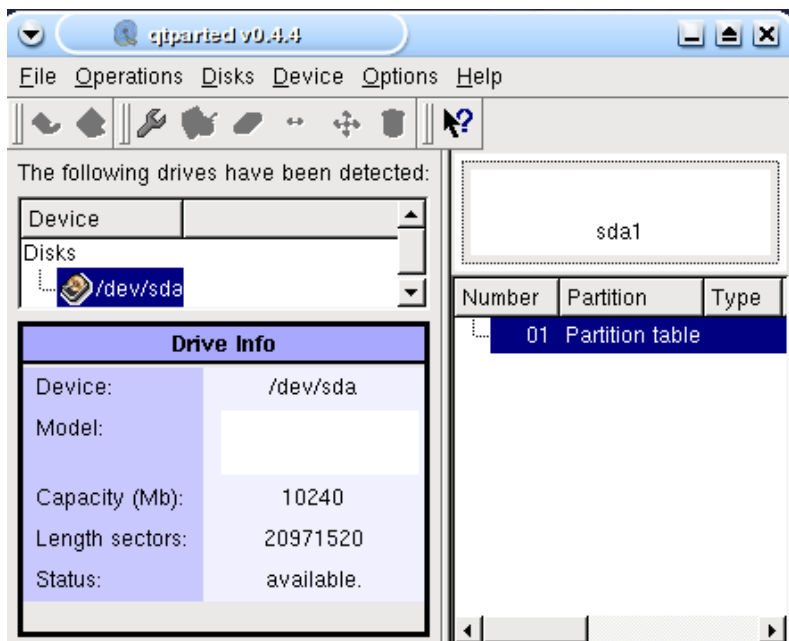 qtparted v0.4.4
File Operations Disks Device Options Help
The following drives have been detected:
Device
Disks
/dev/sda
Drive Info
Device: /dev/sda
Model:
Capacity (Mb): 10240
Length sectors: 20971520
Status: available.
sda1
Number Partition Type
01 Partition table